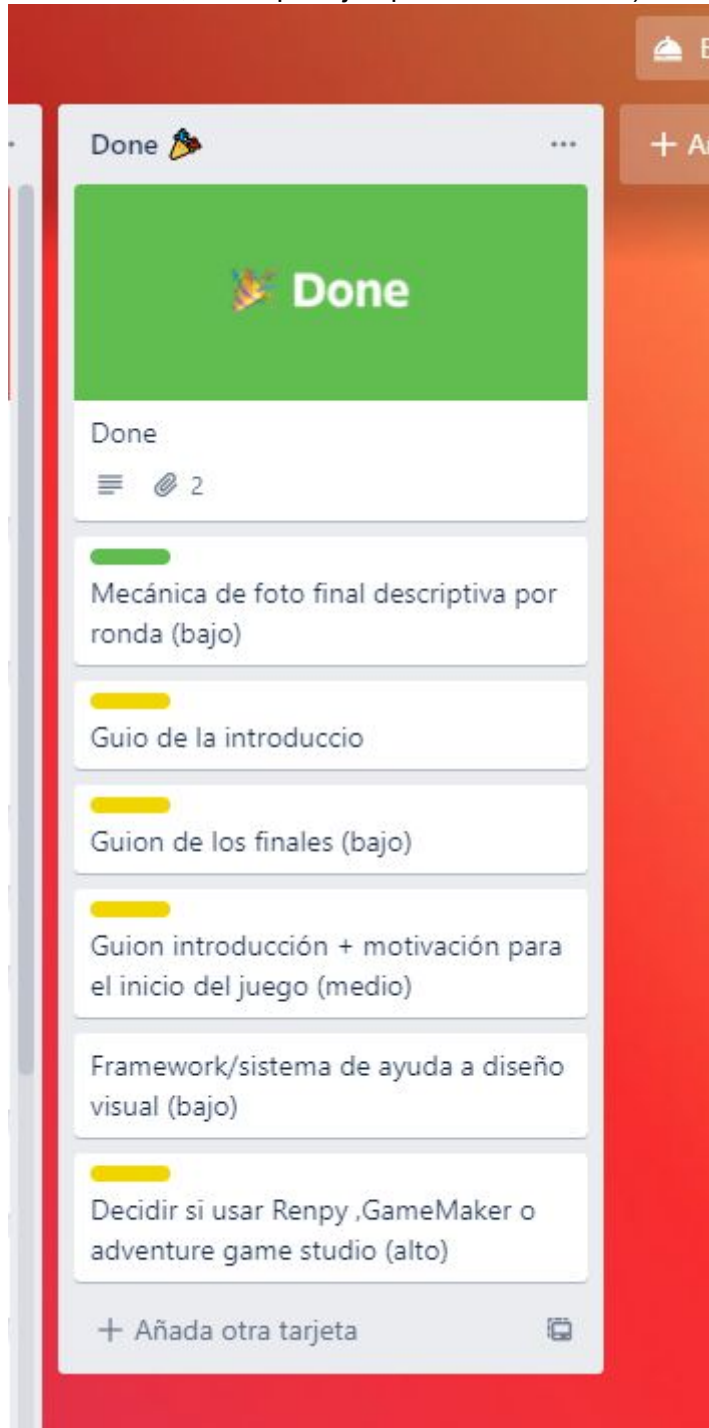 Done
Done
Done
2
Mecánica de foto final descriptiva por
ronda (bajo)
Guio de la introduccio
Guion de los finales (bajo)
Guion introducción + motivación para
el inicio del juego (medio)
Framework/sistema de ayuda a diseño
visual (bajo)
Decidir si usar Renpy ,GameMaker o
adventure game studio (alto)
+ Añada otra tarjeta